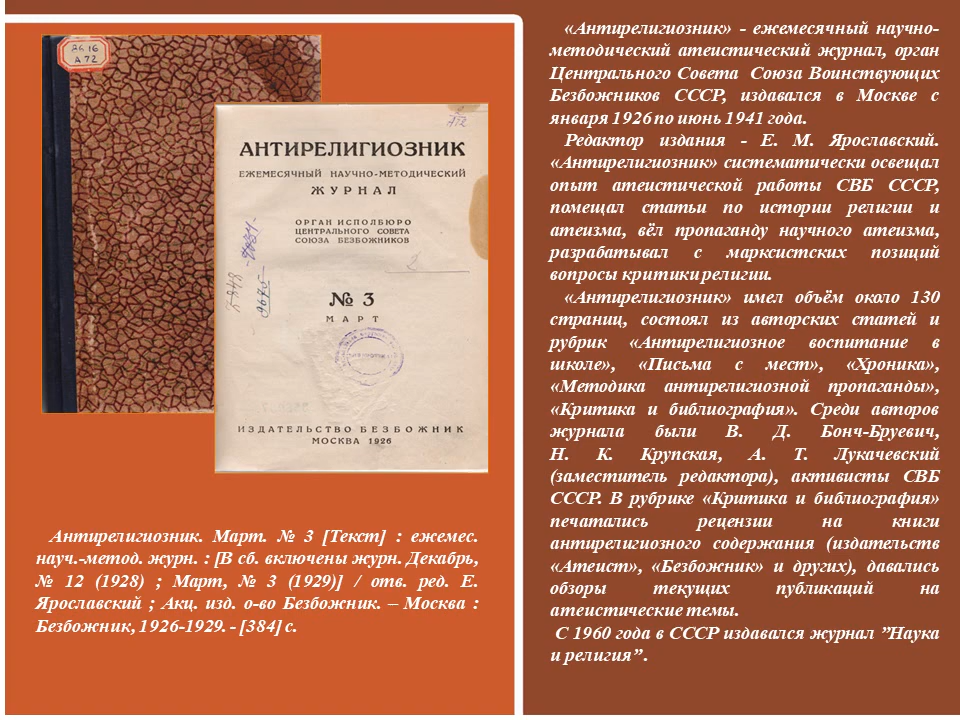 86.16
А 72
АНТИРЕЛИГИОЗНИК
ЕЖЕМЕСЯЧНЫЙ НАУЧНО-МЕТОДИЧЕСКИЙ
ЖУРНАЛ
ОРГАН ИСПОЛБЮРО
ЦЕНТРАЛЬНОГО СОВЕТА
СОЮЗА БЕЗБОЖНИКОВ
№ 3
МАРТ
ИЗДАТЕЛЬСТВО БЕЗБОЖНИК
МОСКВА 1926
Антирелигиозник. Март. № 3 [Текст] : ежемес.
науч.-метод. журн. : [В сб. включены журн. Декабрь,
№ 12 (1928) ; Март, № 3 (1929)] / отв. ред. Е.
Ярославский ; Акц. изд. о-во Безбожник. – Москва :
Безбожник, 1926-1929. - [384] с.
«Антирелигиозник» - ежемесячный научно-
методический атеистический журнал, орган
Центрального Совета Союза Воинствующих
Безбожников СССР, издавался в Москве с
января 1926 по июнь 1941 года.
Редактор издания - Е. М. Ярославский.
«Антирелигиозник» систематически освещал
опыт атеистической работы СВБ СССР,
помещал статьи по истории религии и
атеизма, вёл пропаганду научного атеизма,
разрабатывал с марксистских позиций
вопросы критики религии.
«Антирелигиозник» имел объём около 130
страниц, состоял из авторских статей и
рубрик «Антирелигиозное воспитание в
школе», «Письма с мест», «Хроника»,
«Методика антирелигиозной пропаганды»,
«Критика и библиография». Среди авторов
журнала были В. Д. Бонч-Бруевич,
Н. К. Крупская, А. Т. Лукачевский
(заместитель редактора), активисты СВБ
СССР. В рубрике «Критика и библиография»
печатались рецензии на книги
антирелигиозного содержания (издательств
«Атеист», «Безбожник» и других), давались
обзоры текущих публикаций на
атеистические темы.
С 1960 года в СССР издавался журнал ”Наука
и религия” .